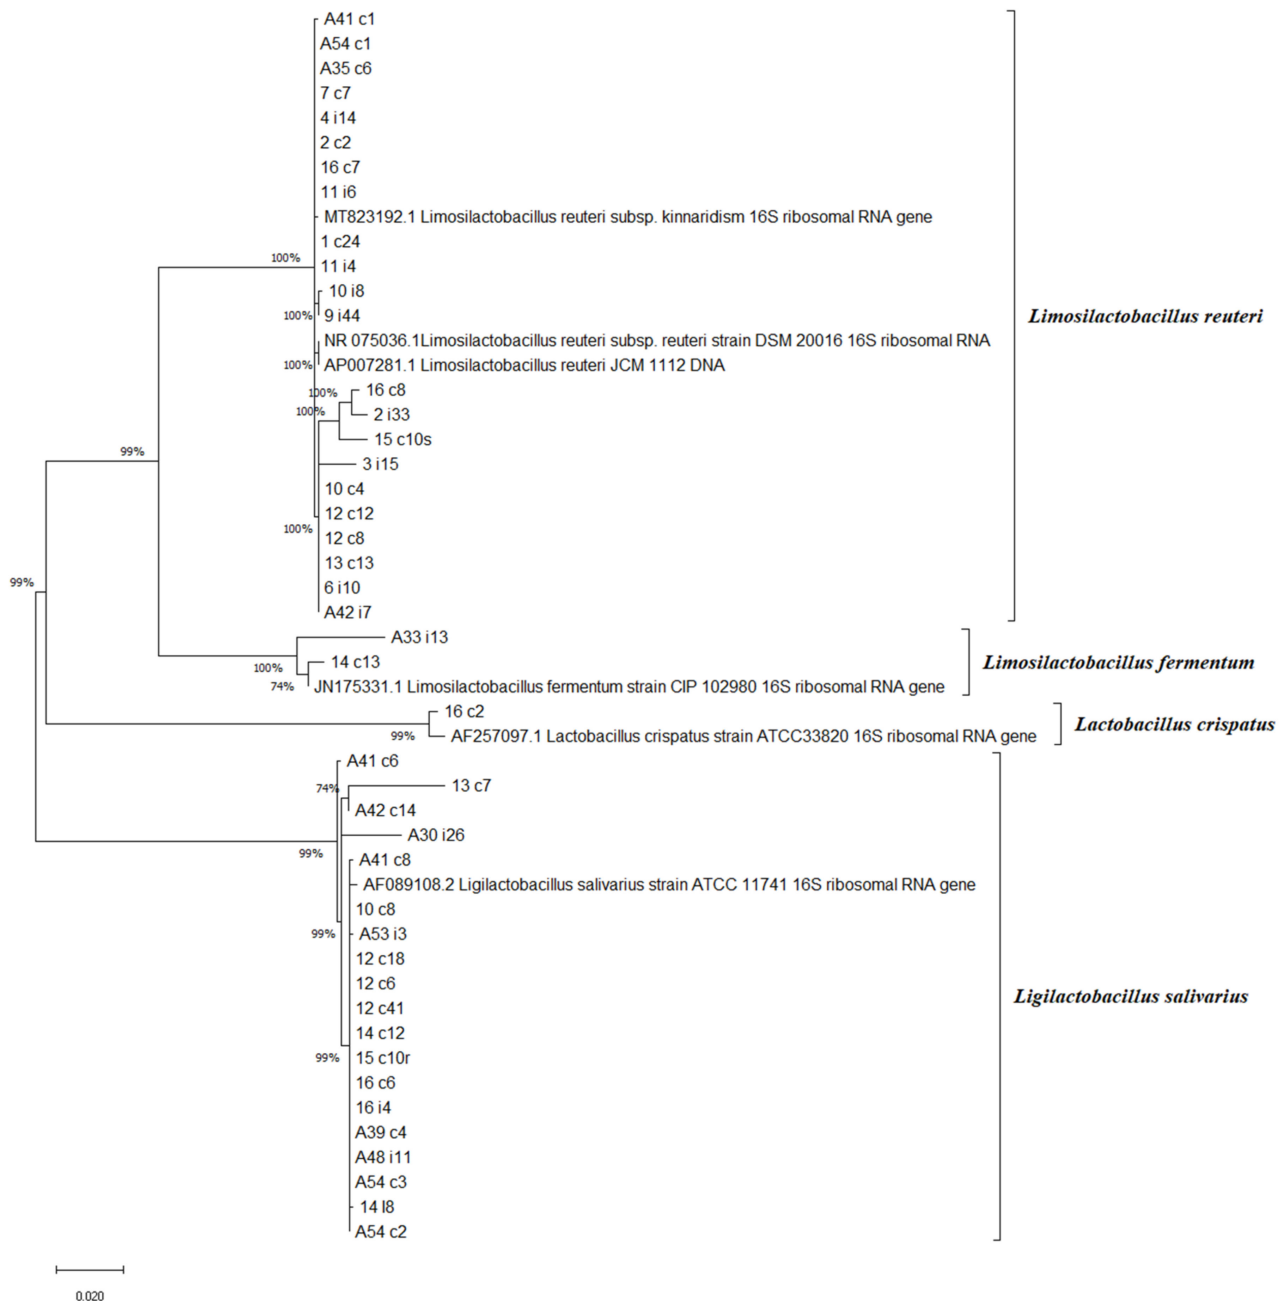 A41 c1
A54 c1
A35 c6
7 c7
4 i14
2 c2
16 c7
11 i6
MT823192.1 Limosilactobacillus reuteri subsp. kinnaridism 16S ribosomal RNA gene
1 c24
100%
11 i4
10 i8
100%
9 i44
Limosilactobacillus reuteri
NR 075036.1Limosilactobacillus reuteri subsp. reuteri strain DSM 20016 16S ribosomal RNA
100%
AP007281.1 Limosilactobacillus reuteri JCM 1112 DNA
100%
16 c8
100%
2 i33
15 c10s
99%
3 i15
10 c4
12 c12
100%
12 c8
13 c13
99%
6 i10
A42 i7
A33 i13
100%
14 c13
Limosilactobacillus fermentum
74%
JN175331.1 Limosilactobacillus fermentum strain CIP 102980 16S ribosomal RNA gene
16 c2
Lactobacillus crispatus
99%
AF257097.1 Lactobacillus crispatus strain ATCC33820 16S ribosomal RNA gene
A41 c6
74%
13 c7
A42 c14
A30 i26
99%
A41 c8
AF089108.2 Ligilactobacillus salivarius strain ATCC 11741 16S ribosomal RNA gene
10 c8
99%
A53 i3
12 c18
12 c6
Ligilactobacillus salivarius
12 c41
14 c12
99%
15 c10r
16 c6
16 i4
A39 c4
A48 i11
A54 c3
14 I8
A54 c2
0.020